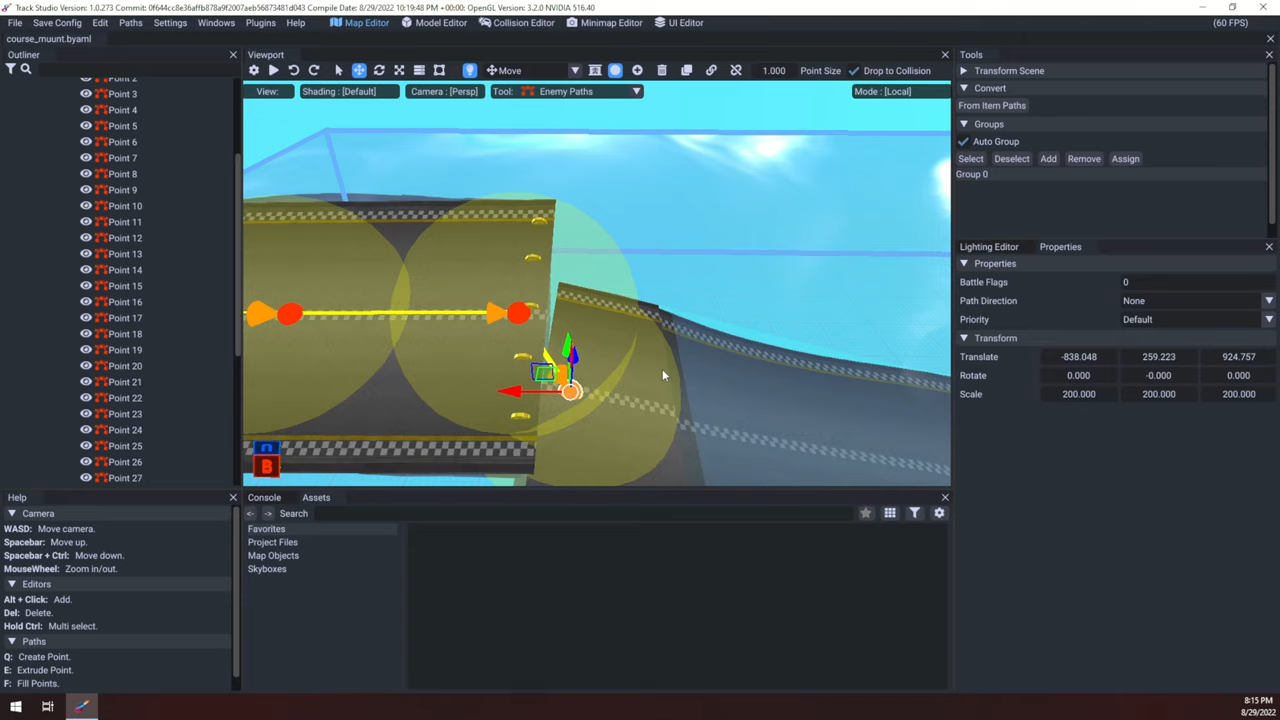 Track Studio Version: 1.0.273 Commit: 0f644cc8e36affb878a9f2007aeb56873481d043 Compile Date: 8/29/2022 10:19:48 PM +00:00: OpenGL Version: 3.2.0 NVIDIA 516.40
File Save Config Edit Paths Settings Windows Plugins Help Map Editor Model Editor Collision Editor Minimap Editor UI Editor (60 FPS)
course_muunt.byaml
Outliner
Point 2
Point 3
Point 4
Point 5
Point 6
Point 7
Point 8
Point 9
Point 10
Point 11
Point 12
Point 13
Point 14
Point 15
Point 16
Point 17
Point 18
Point 19
Point 20
Point 21
Point 22
Point 23
Point 24
Point 25
Point 26
Point 27
Viewport
Move 1.000 Point Size Drop to Collision
View: Shading : [Default] Camera : [Persp] Tool: Enemy Paths Mode : [Local]
B
Tools
Transform Scene
Convert
From Item Paths
Groups
Auto Group
Select Deselect Add Remove Assign
Group 0
Lighting Editor Properties
Properties
Battle Flags 0
Path Direction None
Priority Default
Transform
Translate -838.048 259.223 924.757
Rotate 0.000 -0.000 0.000
Scale 200.000 200.000 200.000
Help
Camera
WASD: Move camera.
Spacebar: Move up.
Spacebar + Ctrl: Move down.
MouseWheel: Zoom in/out.
Editors
Alt + Click: Add.
Del: Delete.
Hold Ctrl: Multi select.
Paths
Q: Create Point.
E: Extrude Point.
F: Fill Points.
Console Assets
<- -> Search
Favorites
Project Files
Map Objects
Skyboxes
8:15 PM
8/29/2022